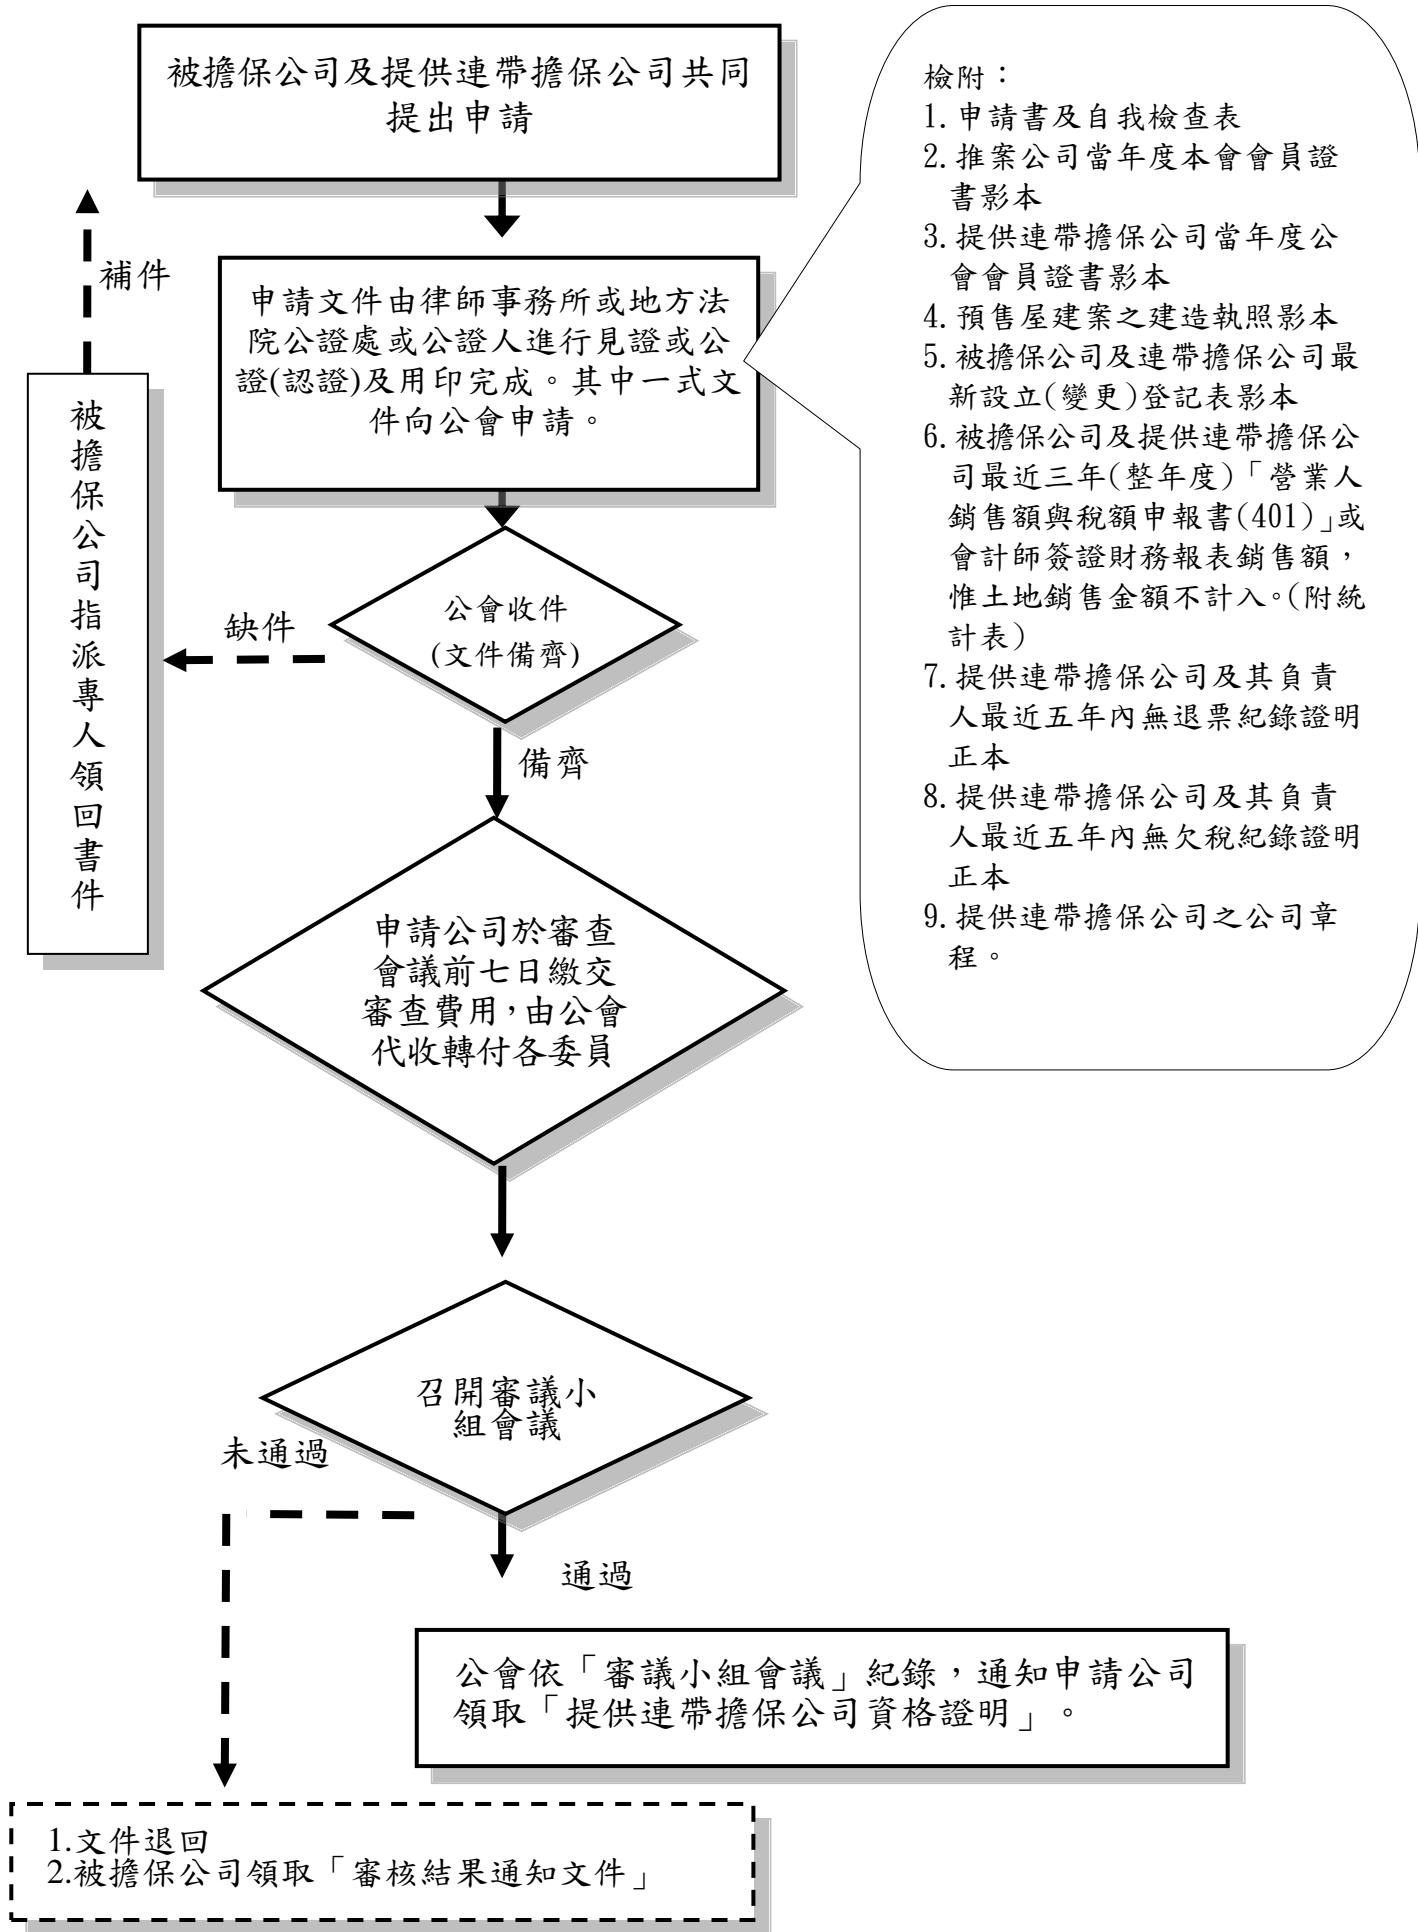 被擔保公司及提供連帶擔保公司共同
提出申請
補件
申請文件由律師事務所或地方法
院公證處或公證人進行見證或公
證(認證)及用印完成。其中一式文
件向公會申請。
檢附：
1.申請書及自我檢查表
2.推案公司當年度本會會員證
書影本
3.提供連帶擔保公司當年度公
會會員證書影本
4.預售屋建案之建造執照影本
5.被擔保公司及連帶擔保公司最
新設立(變更)登記表影本
6.被擔保公司及提供連帶擔保公
司最近三年(整年度)「營業人
銷售額與稅額申報書(401)」或
會計師簽證財務報表銷售額，
惟土地銷售金額不計入。(附統
計表)
7.提供連帶擔保公司及其負責
人最近五年內無退票紀錄證明
正本
8.提供連帶擔保公司及其負責
人最近五年內無欠稅紀錄證明
正本
9.提供連帶擔保公司之公司章
程。
被擔保公司指派專人領回書件
缺件
公會收件
(文件備齊)
備齊
申請公司於審查
會議前七日繳交
審查費用，由公會
代收轉付各委員
召開審議小
組會議
未通過
通過
公會依「審議小組會議」紀錄，通知申請公司
領取「提供連帶擔保公司資格證明」。
1.文件退回
2.被擔保公司領取「審核結果通知文件」